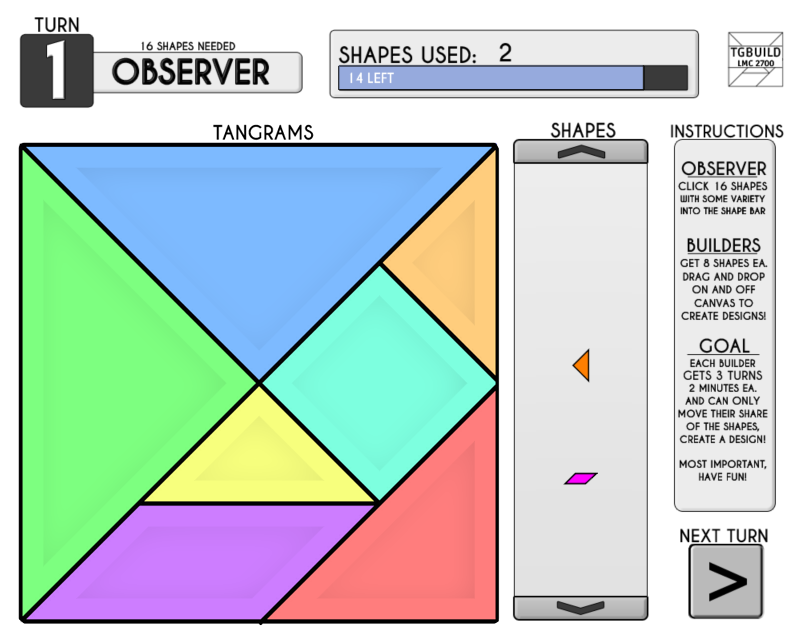 TURN
1
16 SHAPES NEEDED
OBSERVER
SHAPES USED: 2
14 LEFT
TGBUILD
LMC 2700
TANGRAMS
SHAPES
INSTRUCTIONS
OBSERVER
CLICK 16 SHAPES
WITH SOME VARIETY
INTO THE SHAPE BAR
BUILDERS
GET 8 SHAPES EA.
DRAG AND DROP
ON AND OFF
CANVAS TO
CREATE DESIGNS!
GOAL
EACH BUILDER
GETS 3 TURNS
2 MINUTES EA.
AND CAN ONLY
MOVE THEIR SHARE
OF THE SHAPES,
CREATE A DESIGN!
MOST IMPORTANT,
HAVE FUN!
NEXT TURN
>